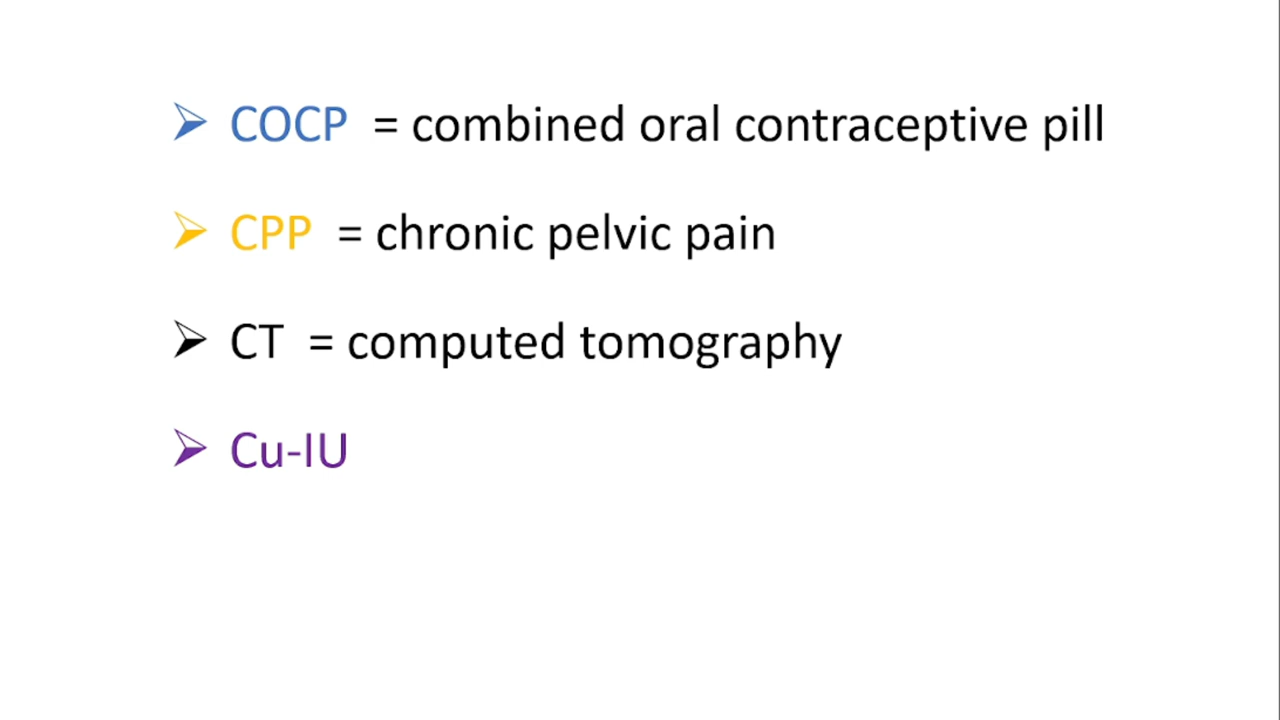 COCP = combined oral contraceptive pill
CPP = chronic pelvic pain
CT = computed tomography
Cu-IU